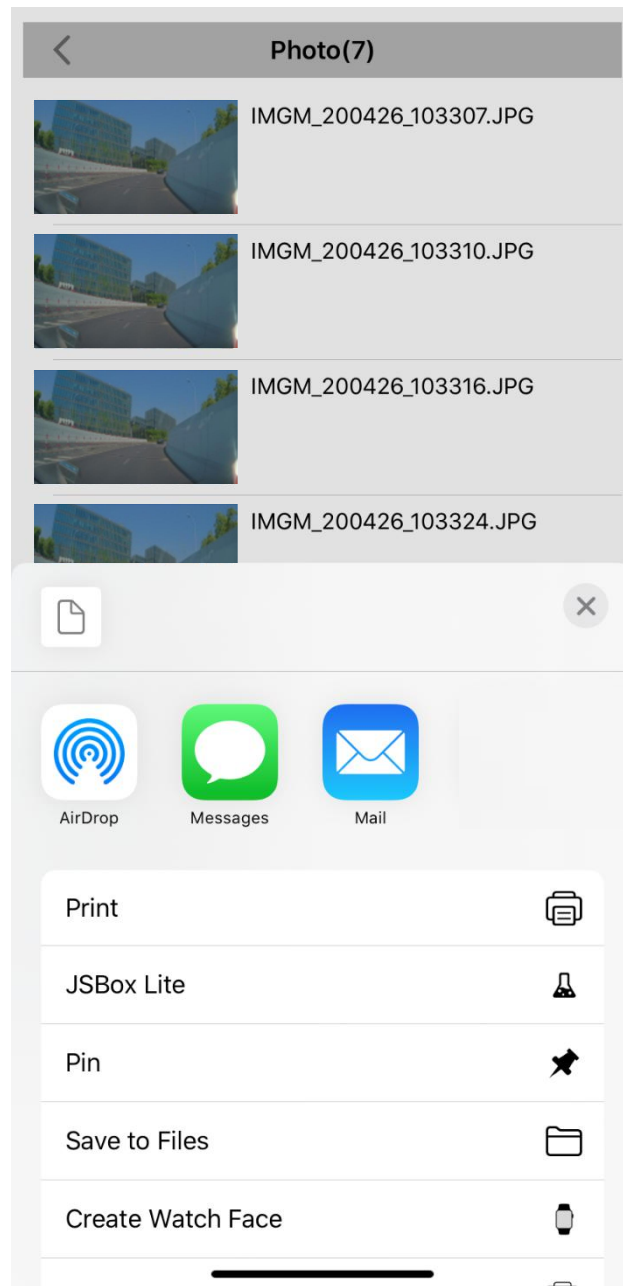 Photo(7)
IMGM_200426_103307.JPG
IMGM_200426_103310.JPG
IMGM_200426_103316.JPG
IMGM_200426_103324.JPG
AirDrop
Messages
Mail
Print
JSBox Lite
Pin
Save to Files
Create Watch Face